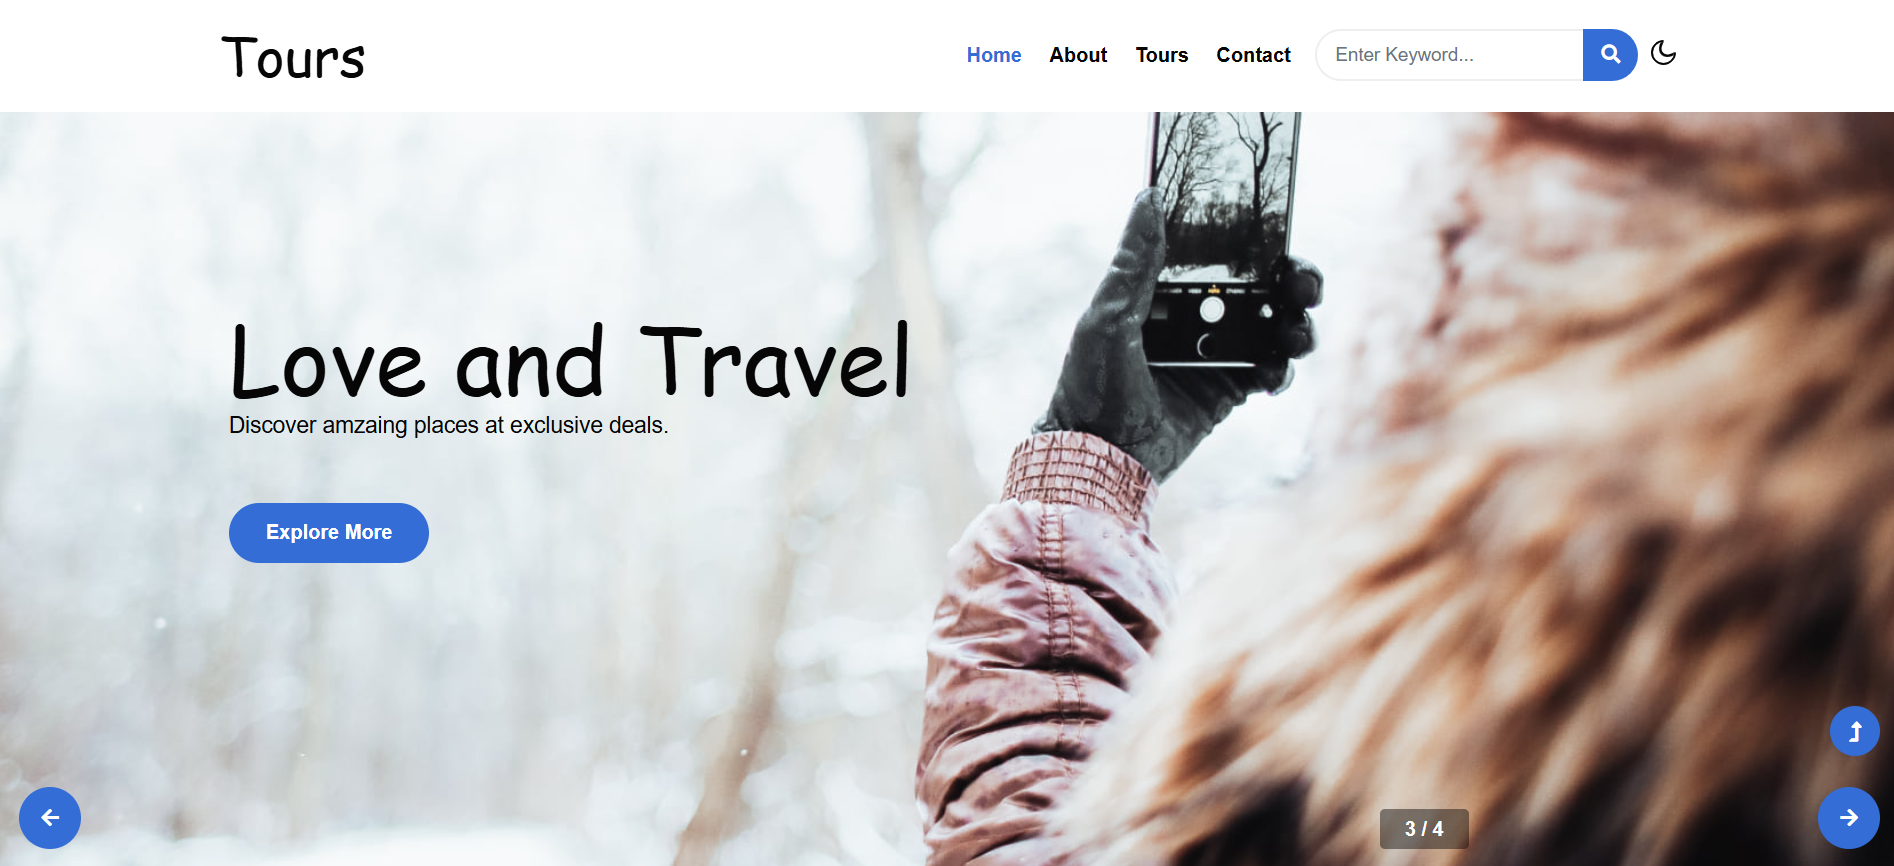 Tours
Home About Tours Contact Enter Keyword...
Love and Travel
Discover amzaing places at exclusive deals.
Explore More
3 / 4